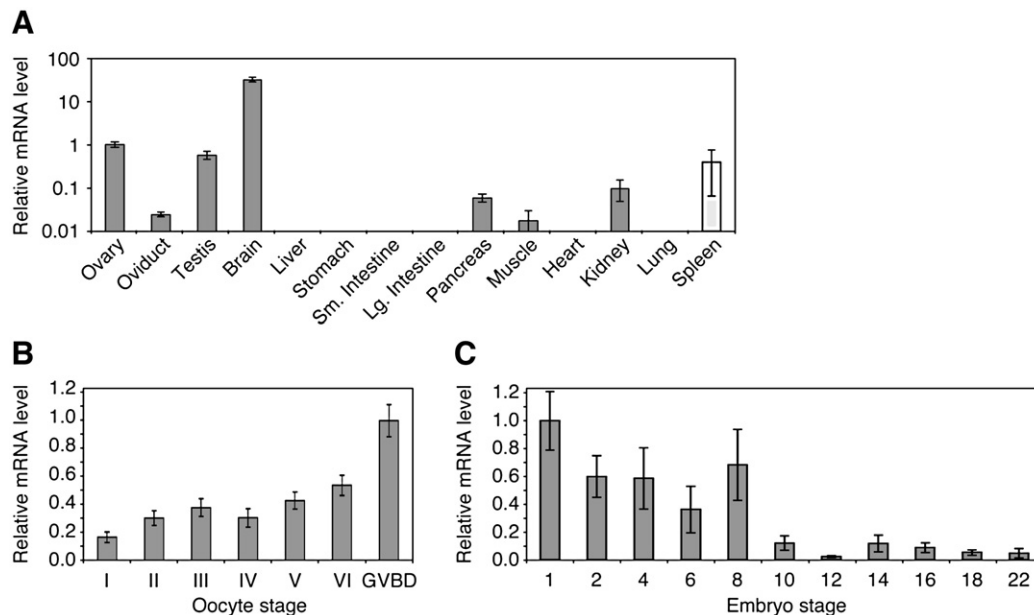 A
Relative mRNA level
100
10
1
0.1
0.01
Ovary
Oviduct
Testis
Brain
Liver
Stomach
Sm. Intestine
Lg. Intestine
Pancreas
Muscle
Heart
Kidney
Lung
Spleen
B
Relative mRNA level
1.2
1.0
0.8
0.6
0.4
0.2
0.0
I II III IV V VI GVBD
Oocyte stage
C
Relative mRNA level
1.2
1.0
0.8
0.6
0.4
0.2
0.0
1 2 4 6 8 10 12 14 16 18 22
Embryo stage